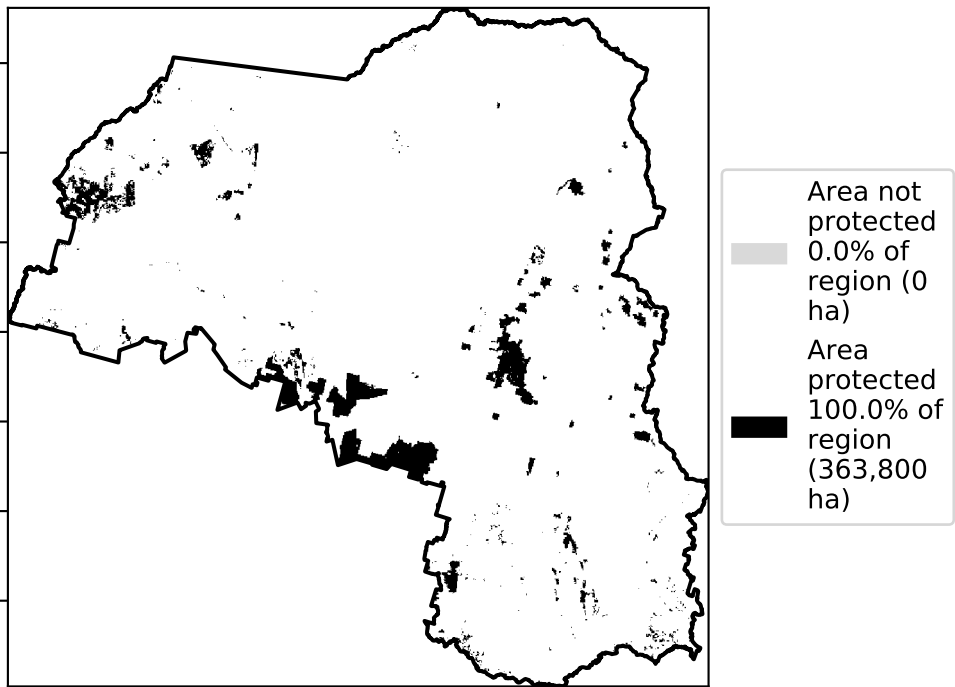 Area not
protected
0.0% of
region (0
ha)
Area
protected
100.0% of
region
(363,800
ha)